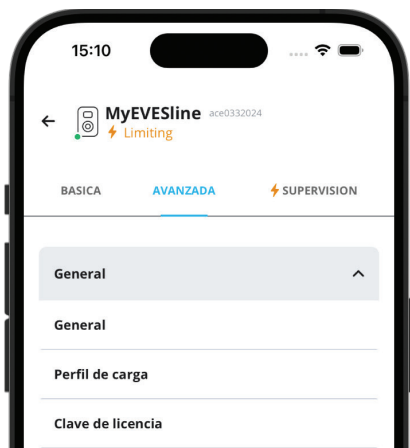 15:10
MyEVESline ace0332024
Limiting
BASICA AVANZADA SUPERVISION
General
General
Perfil de carga
Clave de licencia